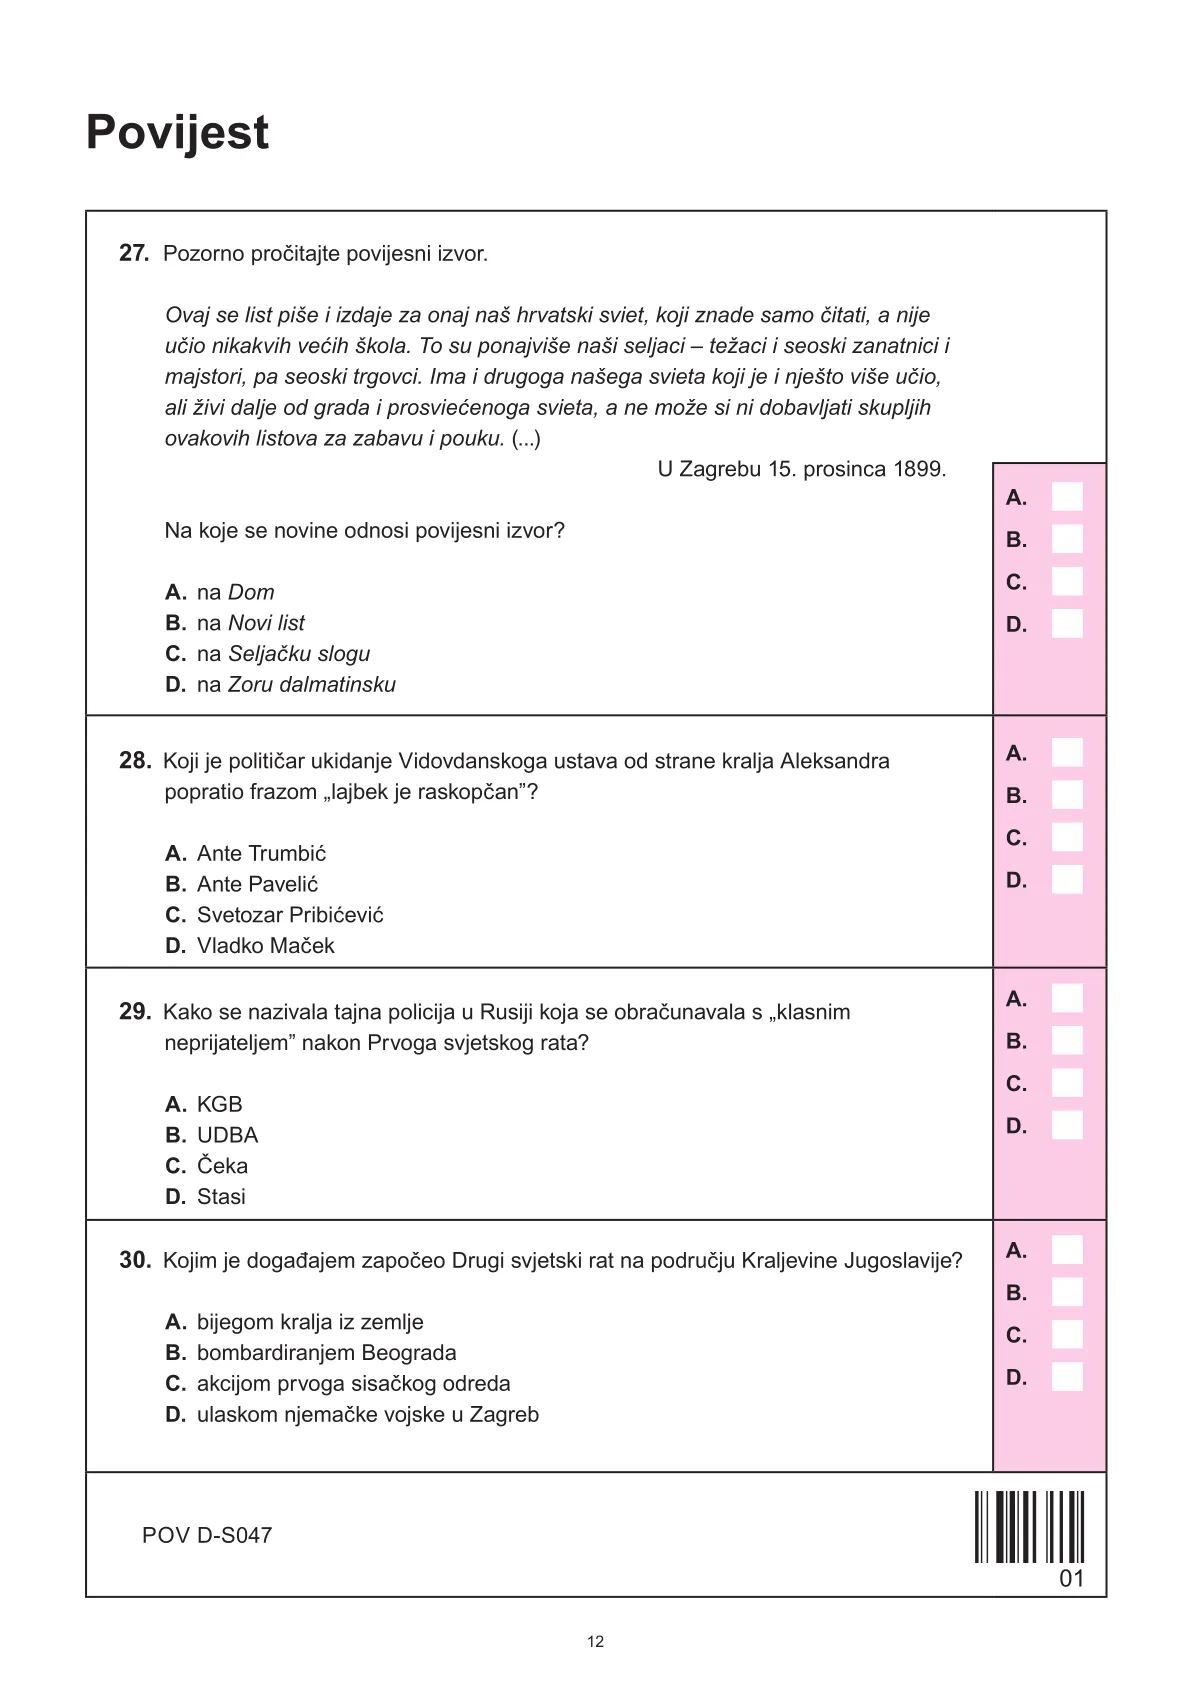 Povijest
27. Pozorno pročitajte povijesni izvor.
Ovaj se list piše i izdaje za onaj naš hrvatski sviet, koji znade samo čitati, a nije
učio nikakvih većih škola. To su ponajviše naši seljaci – težaci i seoski zanatnici i
majstori, pa seoski trgovci. Ima i drugoga našega svieta koji je i nješto više učio,
ali živi dalje od grada i prosviećenoga svieta, a ne može si ni dobavljati skupljih
ovakovih listova za zabavu i pouku. (...)
U Zagrebu 15. prosinca 1899.
Na koje se novine odnosi povijesni izvor?
A. na Dom
B. na Novi list
C. na Seljačku slogu
D. na Zoru dalmatinsku
A.
B.
C.
D.
28. Koji je političar ukidanje Vidovdanskoga ustava od strane kralja Aleksandra
popratio frazom „lajbek je raskopčan”?
A. Ante Trumbić
B. Ante Pavelić
C. Svetozar Pribićević
D. Vladko Maček
A.
B.
C.
D.
29. Kako se nazivala tajna policija u Rusiji koja se obračunavala s „klasnim
neprijateljem” nakon Prvoga svjetskog rata?
A. KGB
B. UDBA
C. Čeka
D. Stasi
A.
B.
C.
D.
30. Kojim je događajem započeo Drugi svjetski rat na području Kraljevine Jugoslavije?
A. bijegom kralja iz zemlje
B. bombardiranjem Beograda
C. akcijom prvoga sisačkog odreda
D. ulaskom njemačke vojske u Zagreb
A.
B.
C.
D.
POV D-S047
01
12